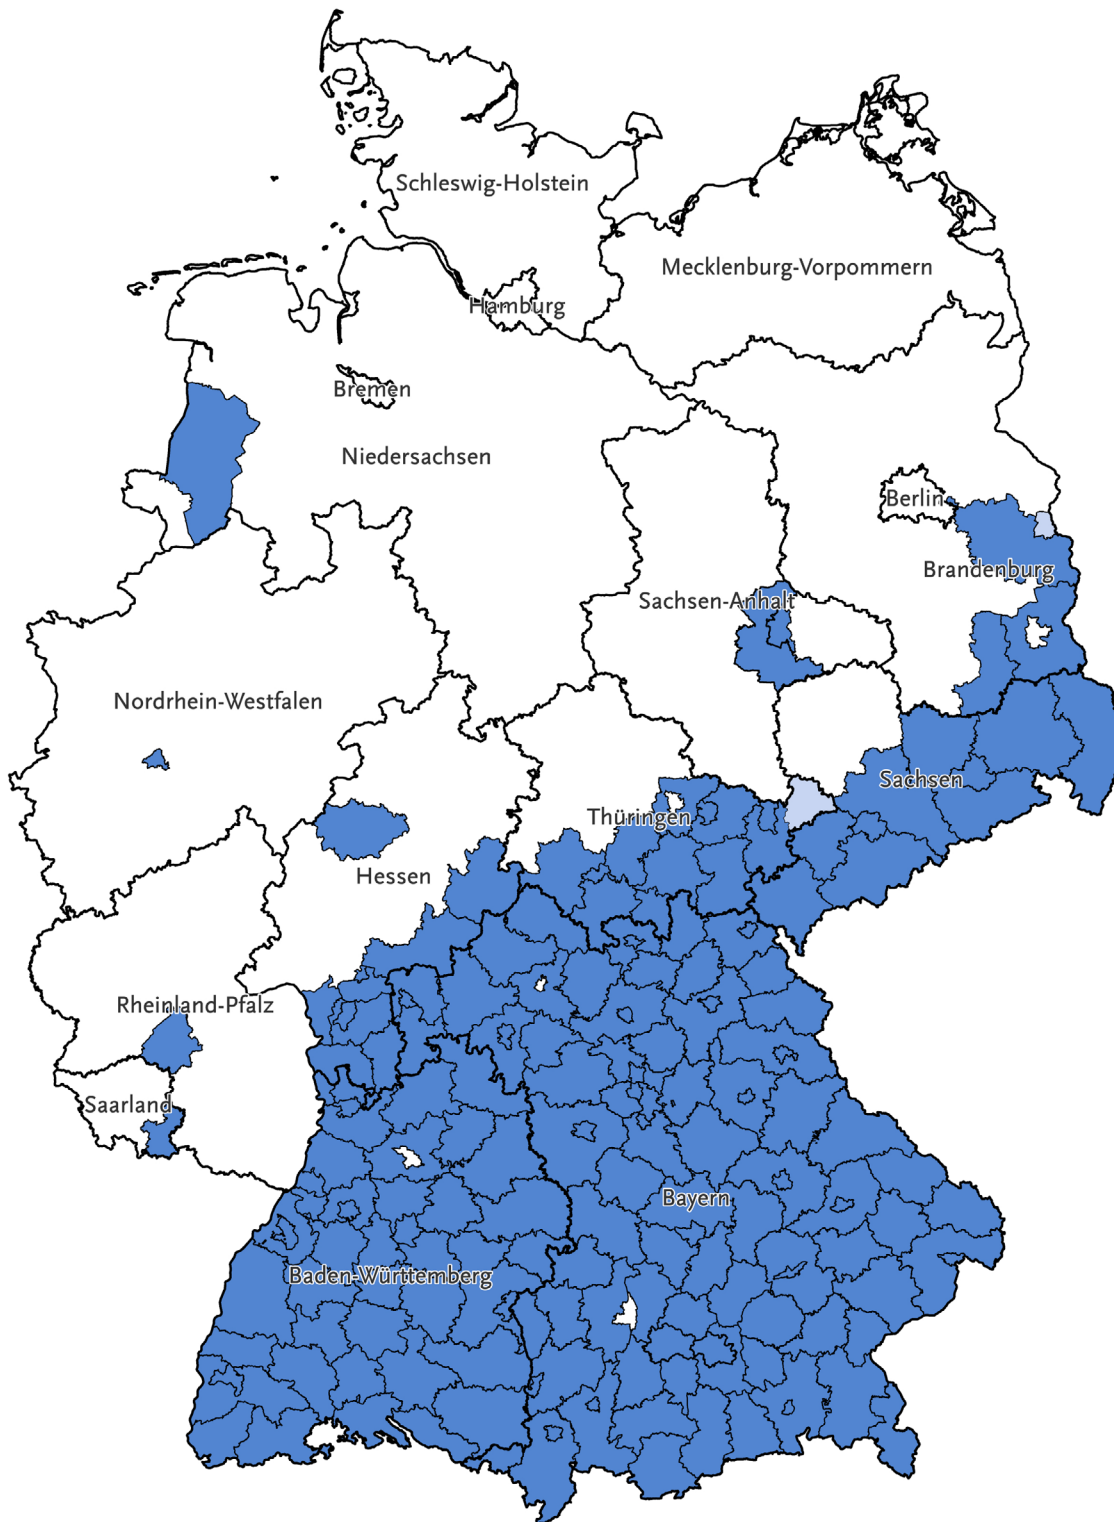 Schleswig-Holstein
Mecklenburg-Vorpommern
Hamburg
Bremen
Niedersachsen
Berlin
Brandenburg
Sachsen-Anhalt
Nordrhein-Westfalen
Sachsen
Thüringen
Hessen
Rheinland-Pfalz
Saarland
Bayern
Baden-Württemberg